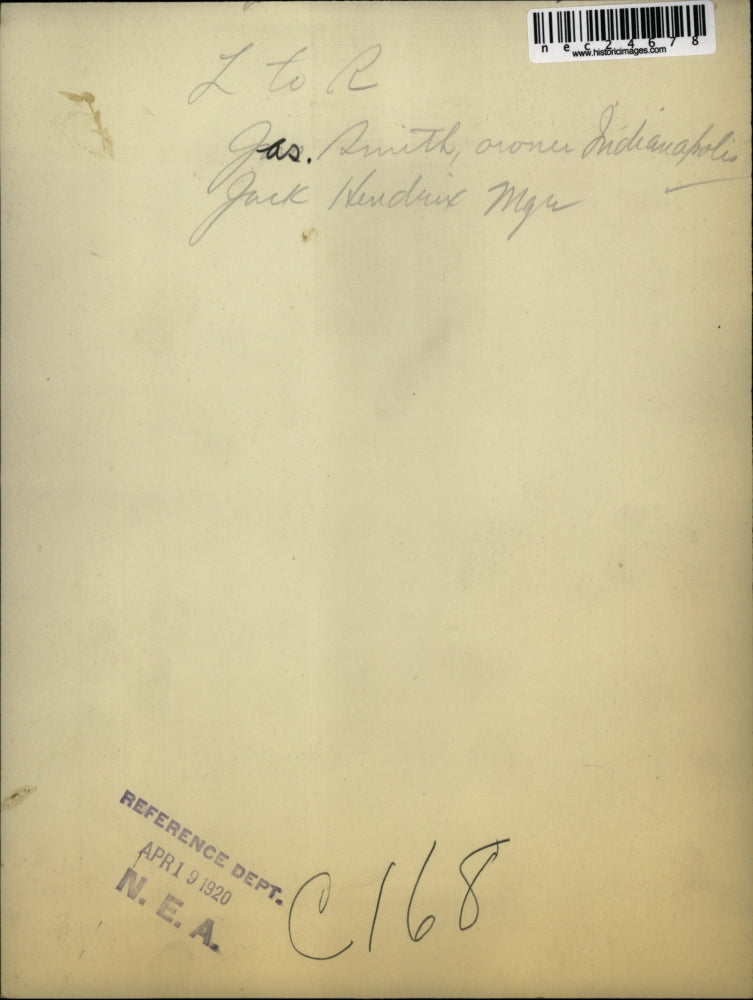 nec24678
www.historicimages.com
L to R
Jas. Smith, owner Indianapolis
Jack Hendrix Mgr
REFERENCE DEPT.
APR 19 1920
N. E. A.
C168